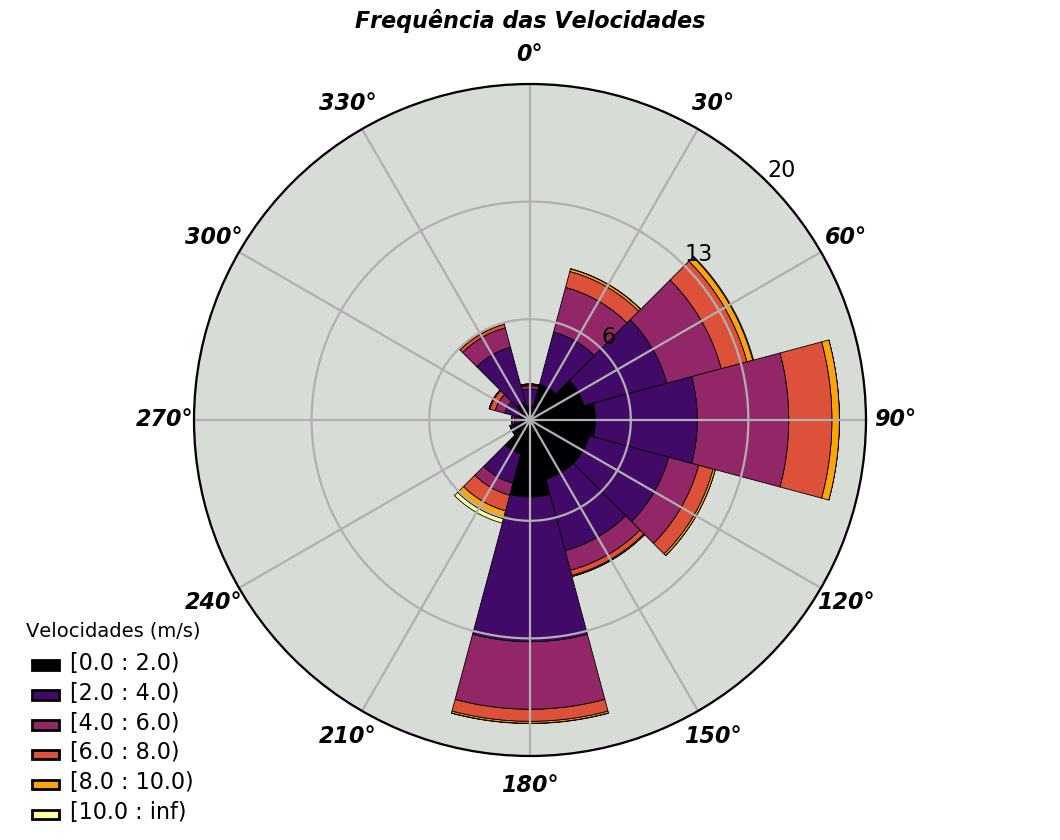 Frequência das Velocidades
0°
330°
30°
20
300°
60°
13
6
270°
90°
240°
120°
210°
150°
180°
Velocidades (m/s)
[0.0 : 2.0)
[2.0 : 4.0)
[4.0 : 6.0)
[6.0 : 8.0)
[8.0 : 10.0)
[10.0 : inf)